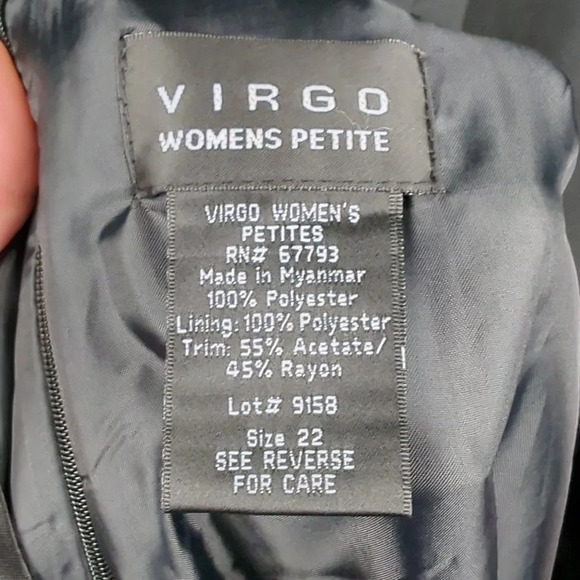 VIRGO
WOMENS PETITE
VIRGO WOMEN'S
PETITES
RN# 67793
Made in Myanmar
100% Polyester
Lining: 100% Polyester
Trim: 55% Acetate/
45% Rayon
Lot# 9158
Size 22
SEE REVERSE
FOR CARE